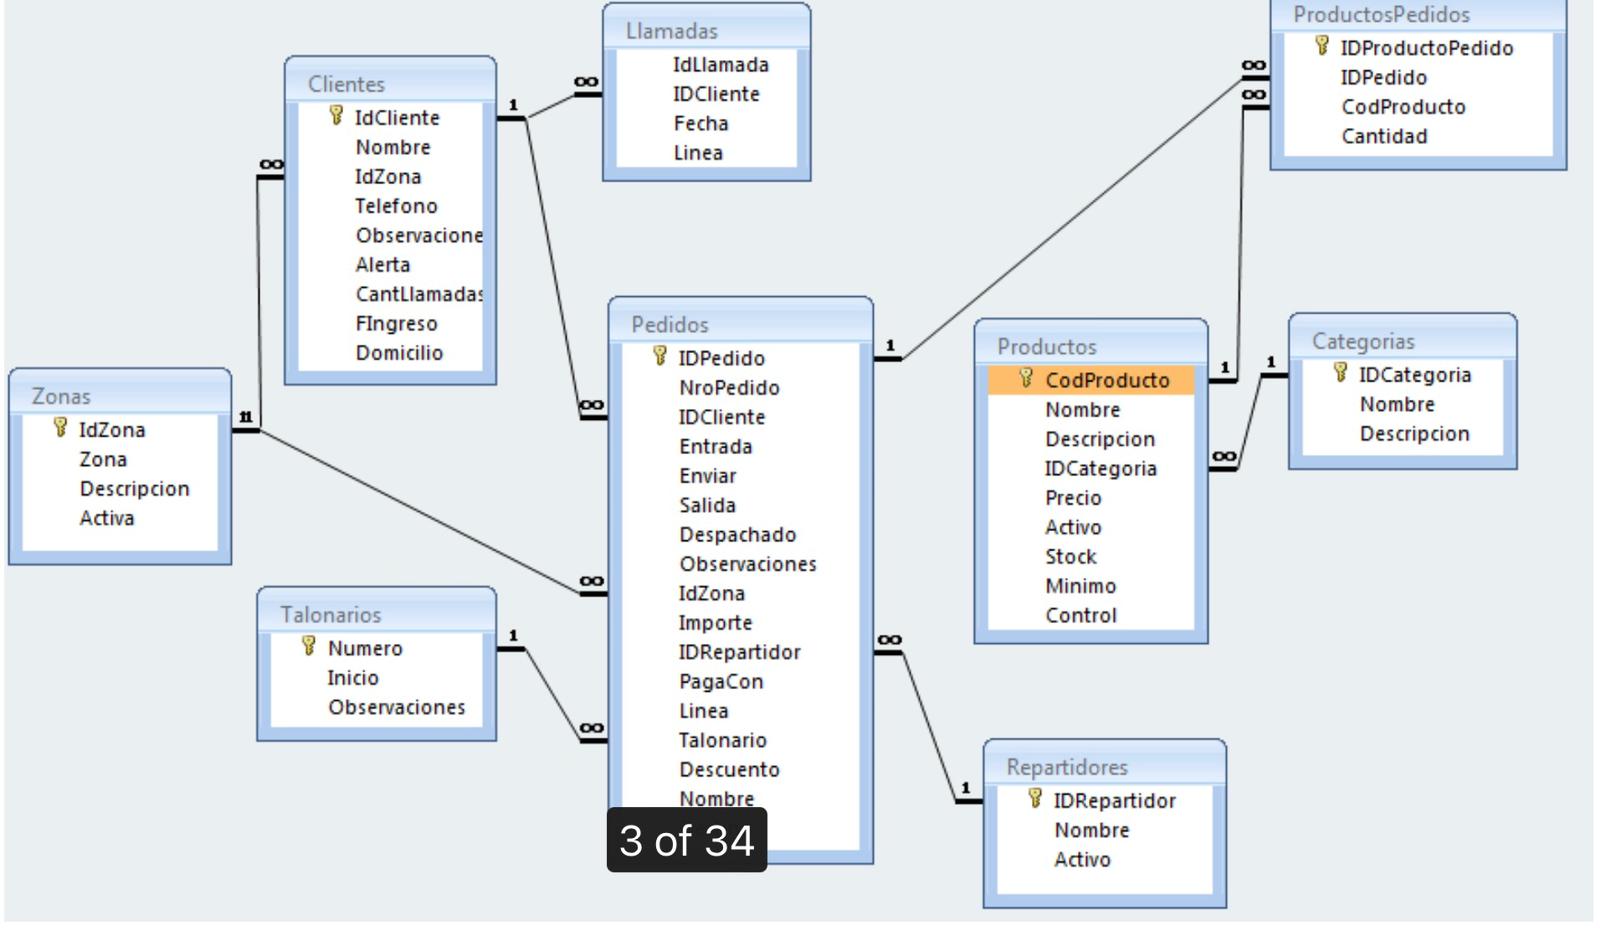 Clientes
IdCliente
Nombre
IdZona
Telefono
Observacione
Alerta
CantLlamadas
FIngreso
Domicilio
1
∞
Llamadas
IdLlamada
IDCliente
Fecha
Linea
∞
ProductosPedidos
IDProductoPedido
IDPedido
CodProducto
Cantidad
∞
∞
Zonas
IdZona
Zona
Descripcion
Activa
11
Talonarios
Numero
Inicio
Observaciones
1
Pedidos
IDPedido
NroPedido
IDCliente
Entrada
Enviar
Salida
Despachado
Observaciones
IdZona
Importe
IDRepartidor
PagaCon
Linea
Talonario
Descuento
Nombre
1
∞
∞
∞
∞
3 of 34
Productos
CodProducto
Nombre
Descripcion
IDCategoria
Precio
Activo
Stock
Minimo
Control
1
∞
Categorias
IDCategoria
Nombre
Descripcion
1
Repartidores
IDRepartidor
Nombre
Activo
1